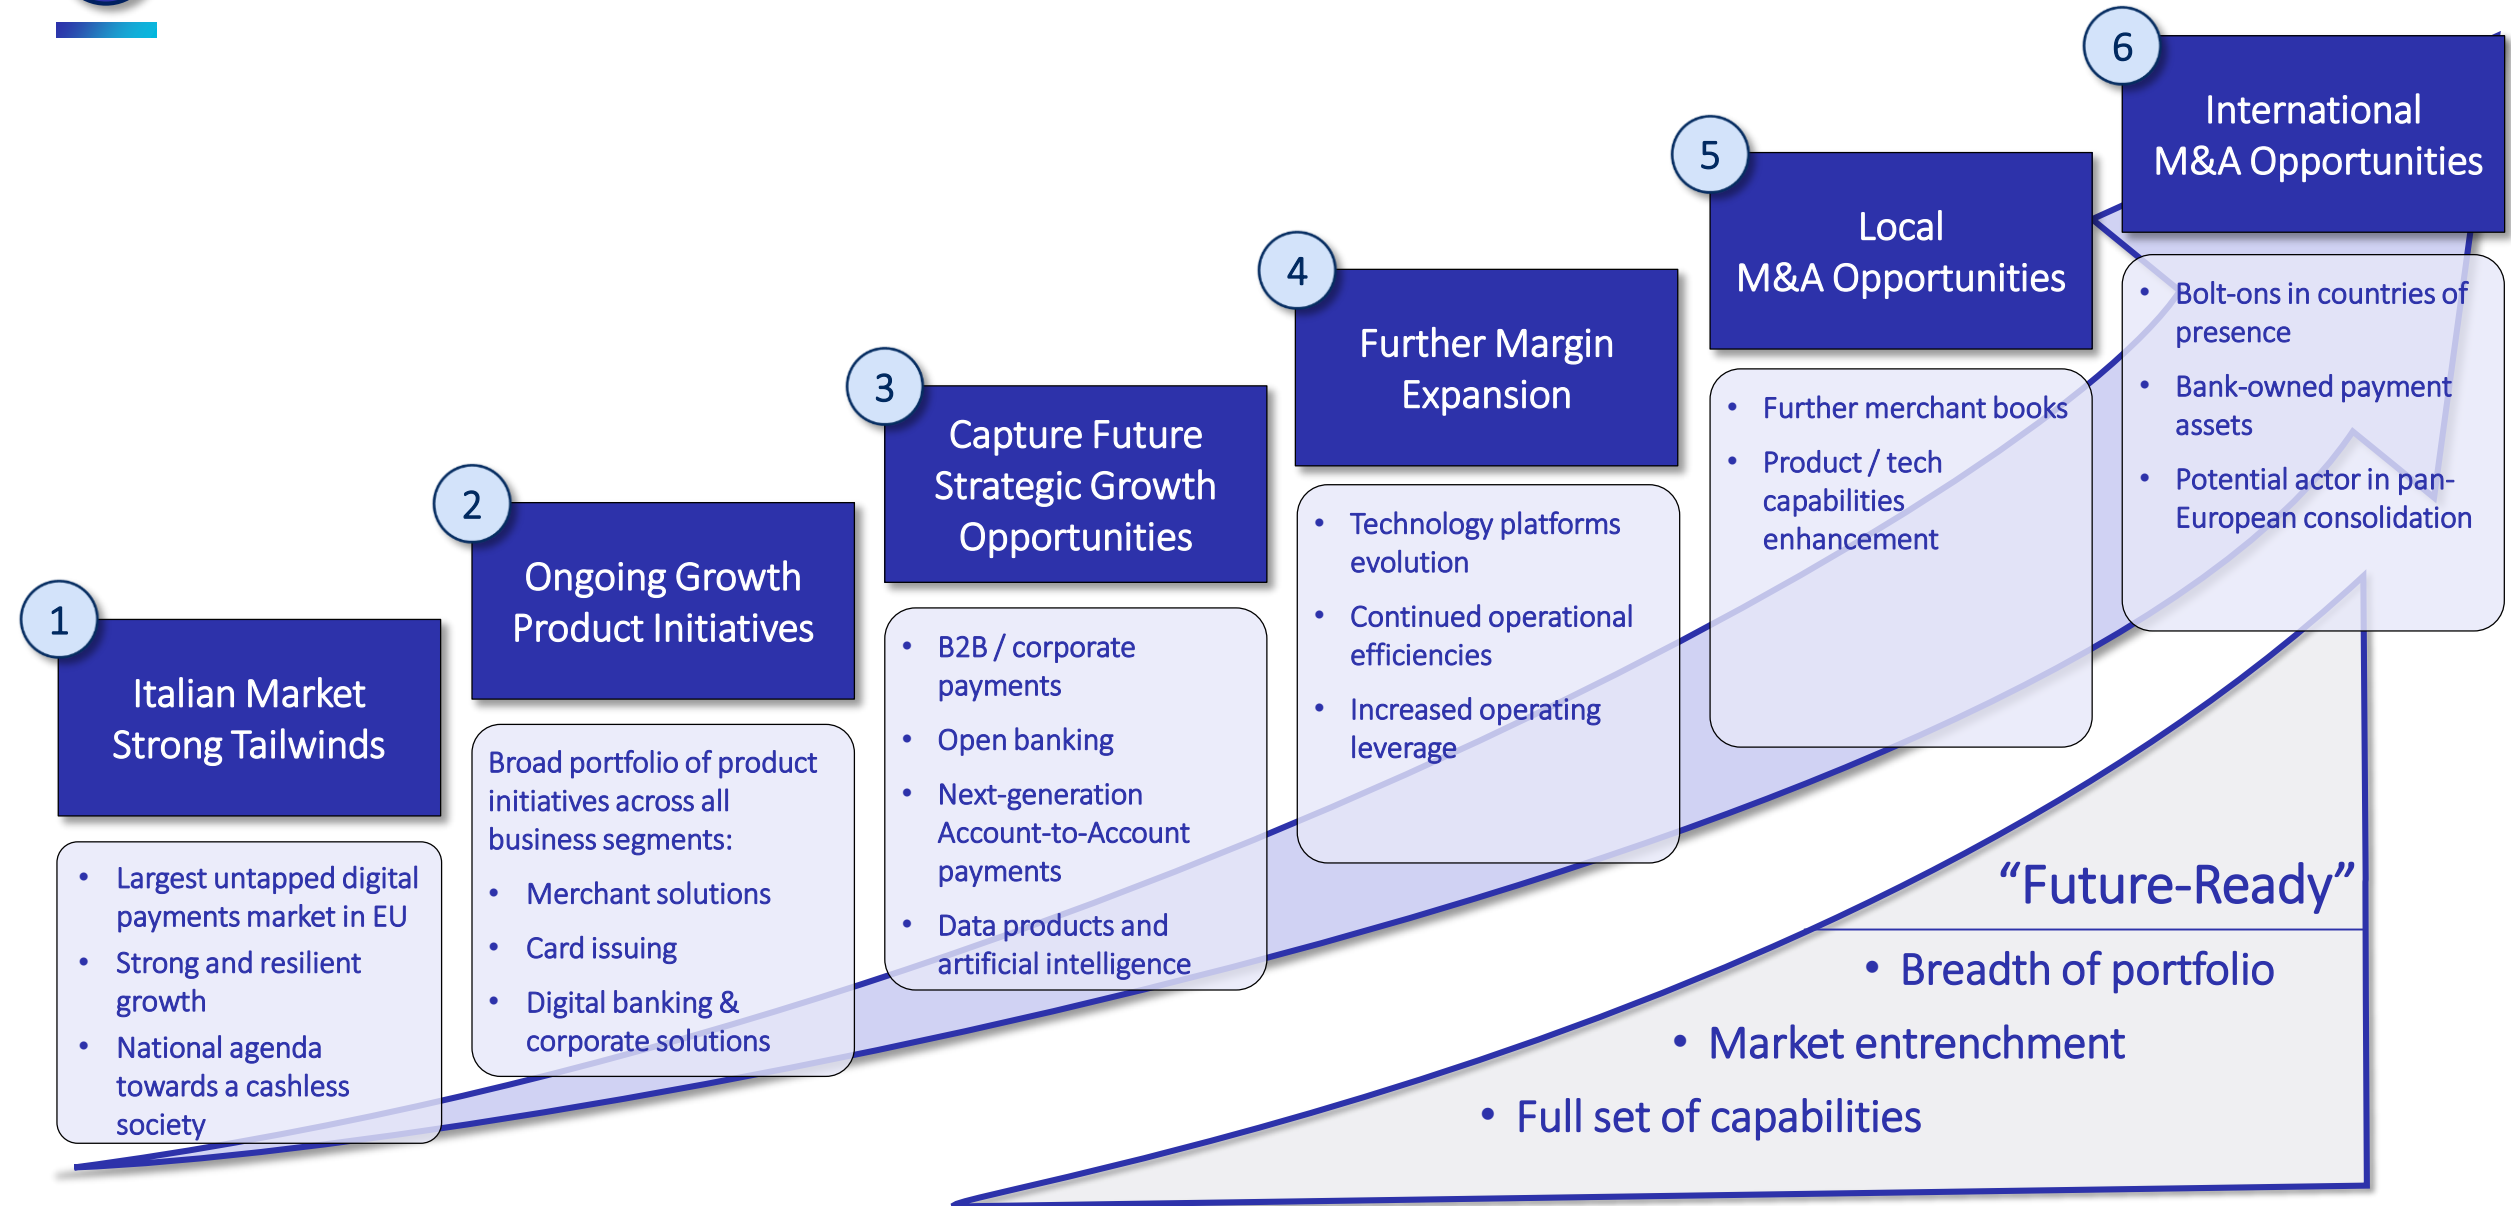 1
Italian Market
Strong Tailwinds
• Largest untapped digital
payments market in EU
• Strong and resilient
growth
• National agenda
towards a cashless
society
2
Ongoing Growth
Product Initiatives
Broad portfolio of product
initiatives across all
business segments:
• Merchant solutions
• Card issuing
• Digital banking &
corporate solutions
3
Capture Future
Strategic Growth
Opportunities
• B2B / corporate
payments
• Open banking
• Next-generation
Account-to-Account
payments
• Data products and
artificial intelligence
4
Further Margin
Expansion
• Technology platforms
evolution
• Continued operational
efficiencies
• Increased operating
leverage
5
Local
M&A Opportunities
• Further merchant books
• Product / tech
capabilities
enhancement
6
International
M&A Opportunities
• Bolt-ons in countries of
presence
• Bank-owned payment
assets
• Potential actor in pan-
European consolidation
“Future-Ready”
• Breadth of portfolio
• Market entrenchment
• Full set of capabilities